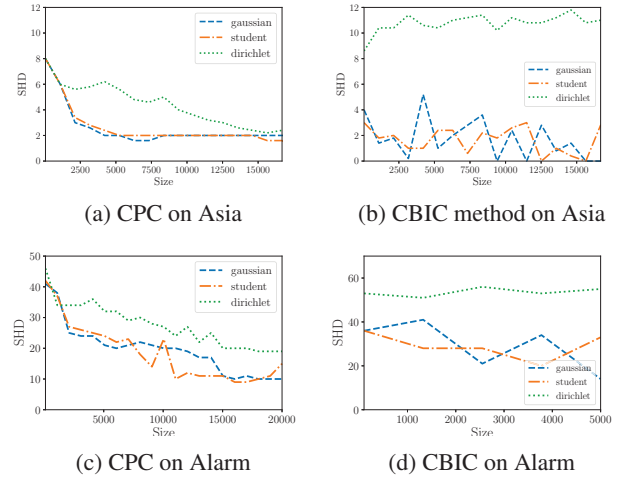 12
10
8
6
4
2
0
SHD
gaussian
student
dirichlet
2500 5000 7500 10000 12500 15000
Size
(a) CPC on Asia
12
10
8
6
4
2
0
SHD
gaussian
student
dirichlet
2500 5000 7500 10000 12500 15000
Size
(b) CBIC method on Asia
50
40
30
20
10
0
SHD
gaussian
student
dirichlet
5000 10000 15000 20000
Size
(c) CPC on Alarm
60
40
20
0
SHD
gaussian
student
dirichlet
1000 2000 3000 4000 5000
Size
(d) CBIC on Alarm